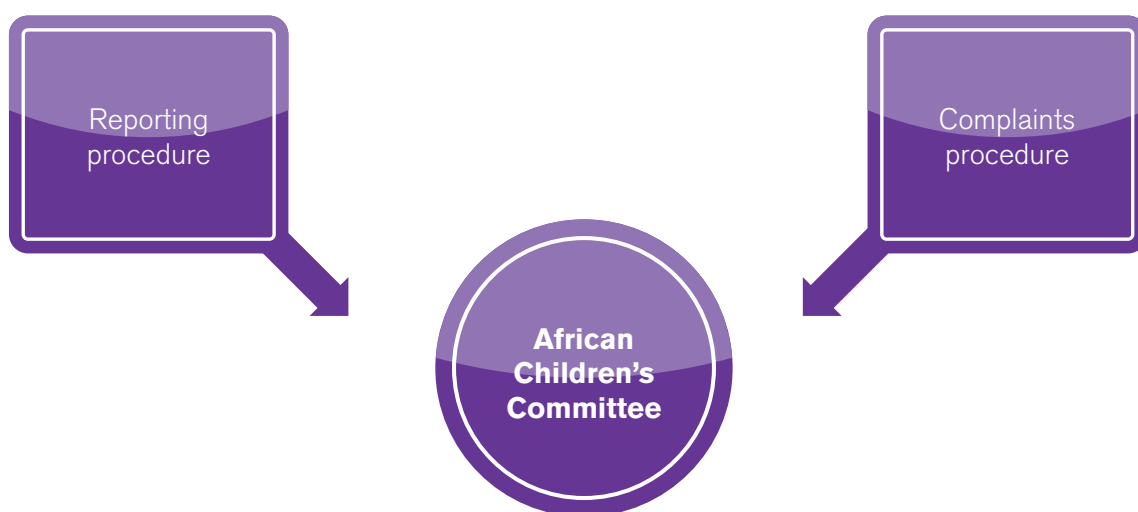 Reporting
procedure
Complaints
procedure
African
Children’s
Committee